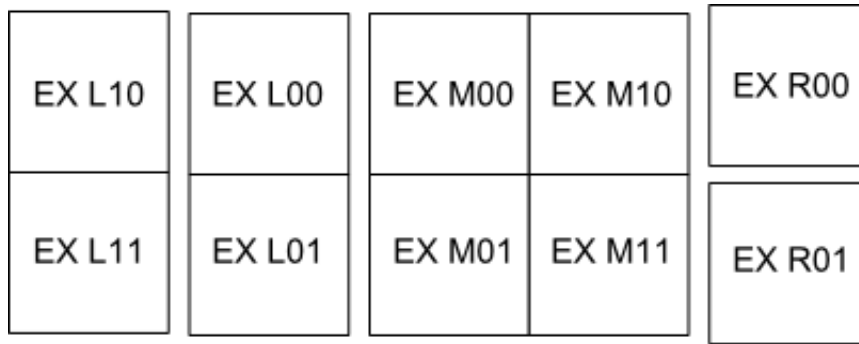 EX L10
EX L00
EX M00
EX M10
EX R00
EX L11
EX L01
EX M01
EX M11
EX R01